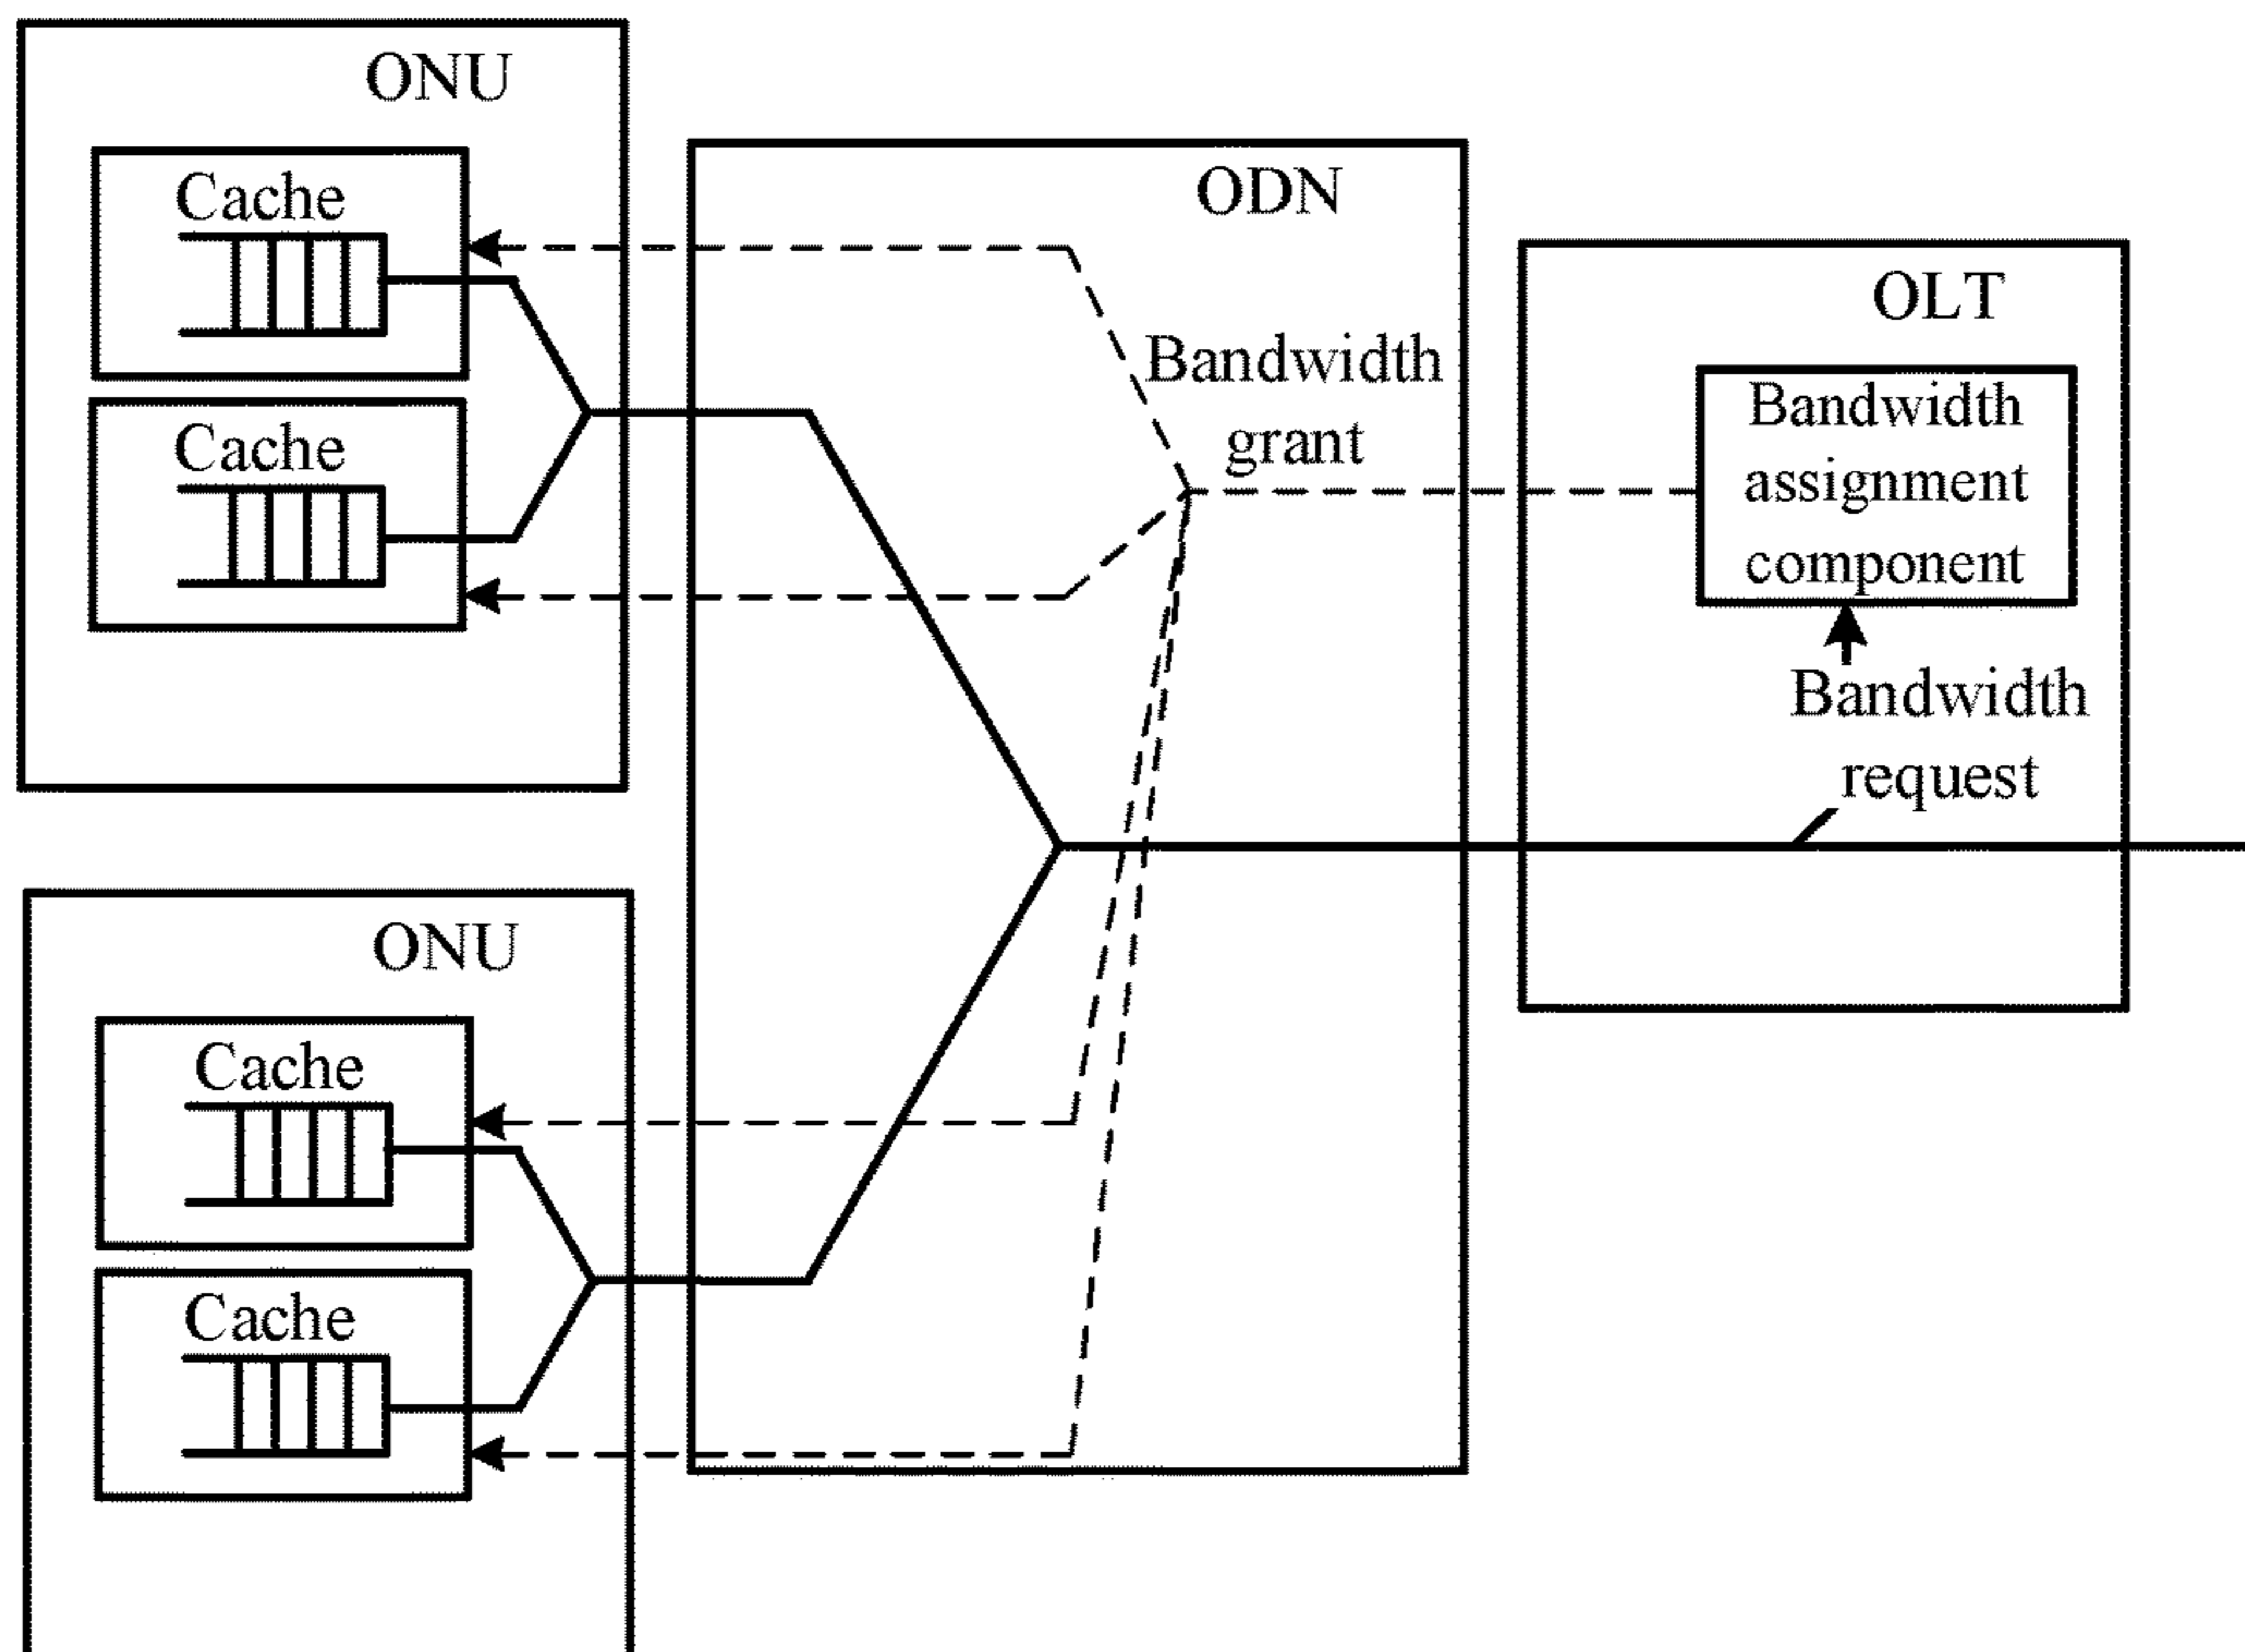 ONU
Cache
Cache
ODN
Bandwidth
grant
OLT
Bandwidth
assignment
component
Bandwidth
request
ONU
Cache
Cache